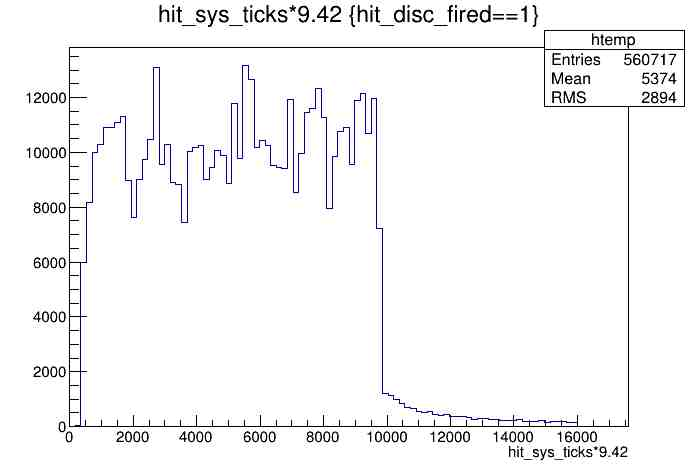 hit_sys_ticks*9.42 {hit_disc_fired==1}
htemp
Entries 560717
Mean 5374
RMS 2894
12000
10000
8000
6000
4000
2000
0
0 2000 4000 6000 8000 10000 12000 14000 16000
hit_sys_ticks*9.42